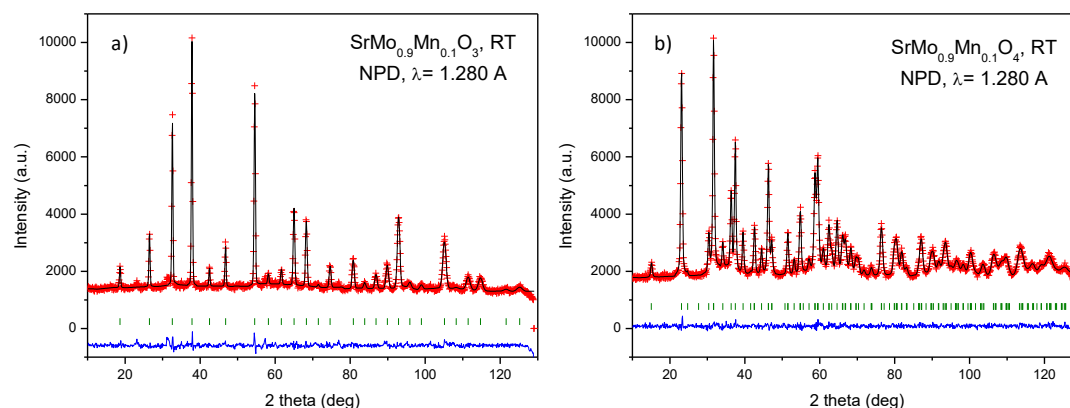 a)
SrMo0.9Mn0.1O3, RT
NPD, λ= 1.280 A
10000
8000
6000
4000
2000
0
Intensity (a.u.)
20 40 60 80 100 120
2 theta (deg)
b)
SrMo0.9Mn0.1O4, RT
NPD, λ= 1.280 A
10000
8000
6000
4000
2000
0
Intensity (a.u.)
20 40 60 80 100 120
2 theta (deg)